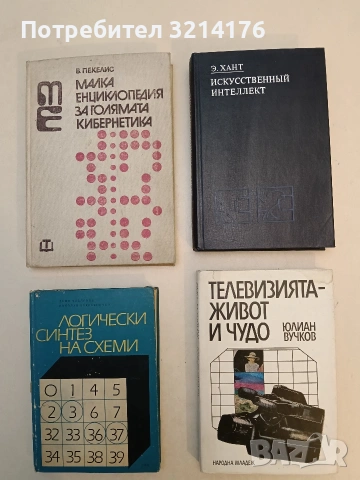 Потребител 3214176
В. ПЕКЕЛИС
МАЛКА
ЕНЦИКЛОПЕДИЯ
ЗА ГОЛЯМАТА
КИБЕРНЕТИКА
Э. ХАНТ
ИСКУССТВЕННЫЙ
ИНТЕЛЛЕКТ
ЛОГИЧЕСКИ
СИНТЕЗ
НА СХЕМИ
0 1 4 5
2 3 6 7
32 33 36 37
34 35 38 39
ТЕЛЕВИЗИЯТА-
ЖИВОТ
И ЧУДО
ЮЛИАН
ВУЧКОВ
НАРОДНА МЛАДЕЖ
BAZAR